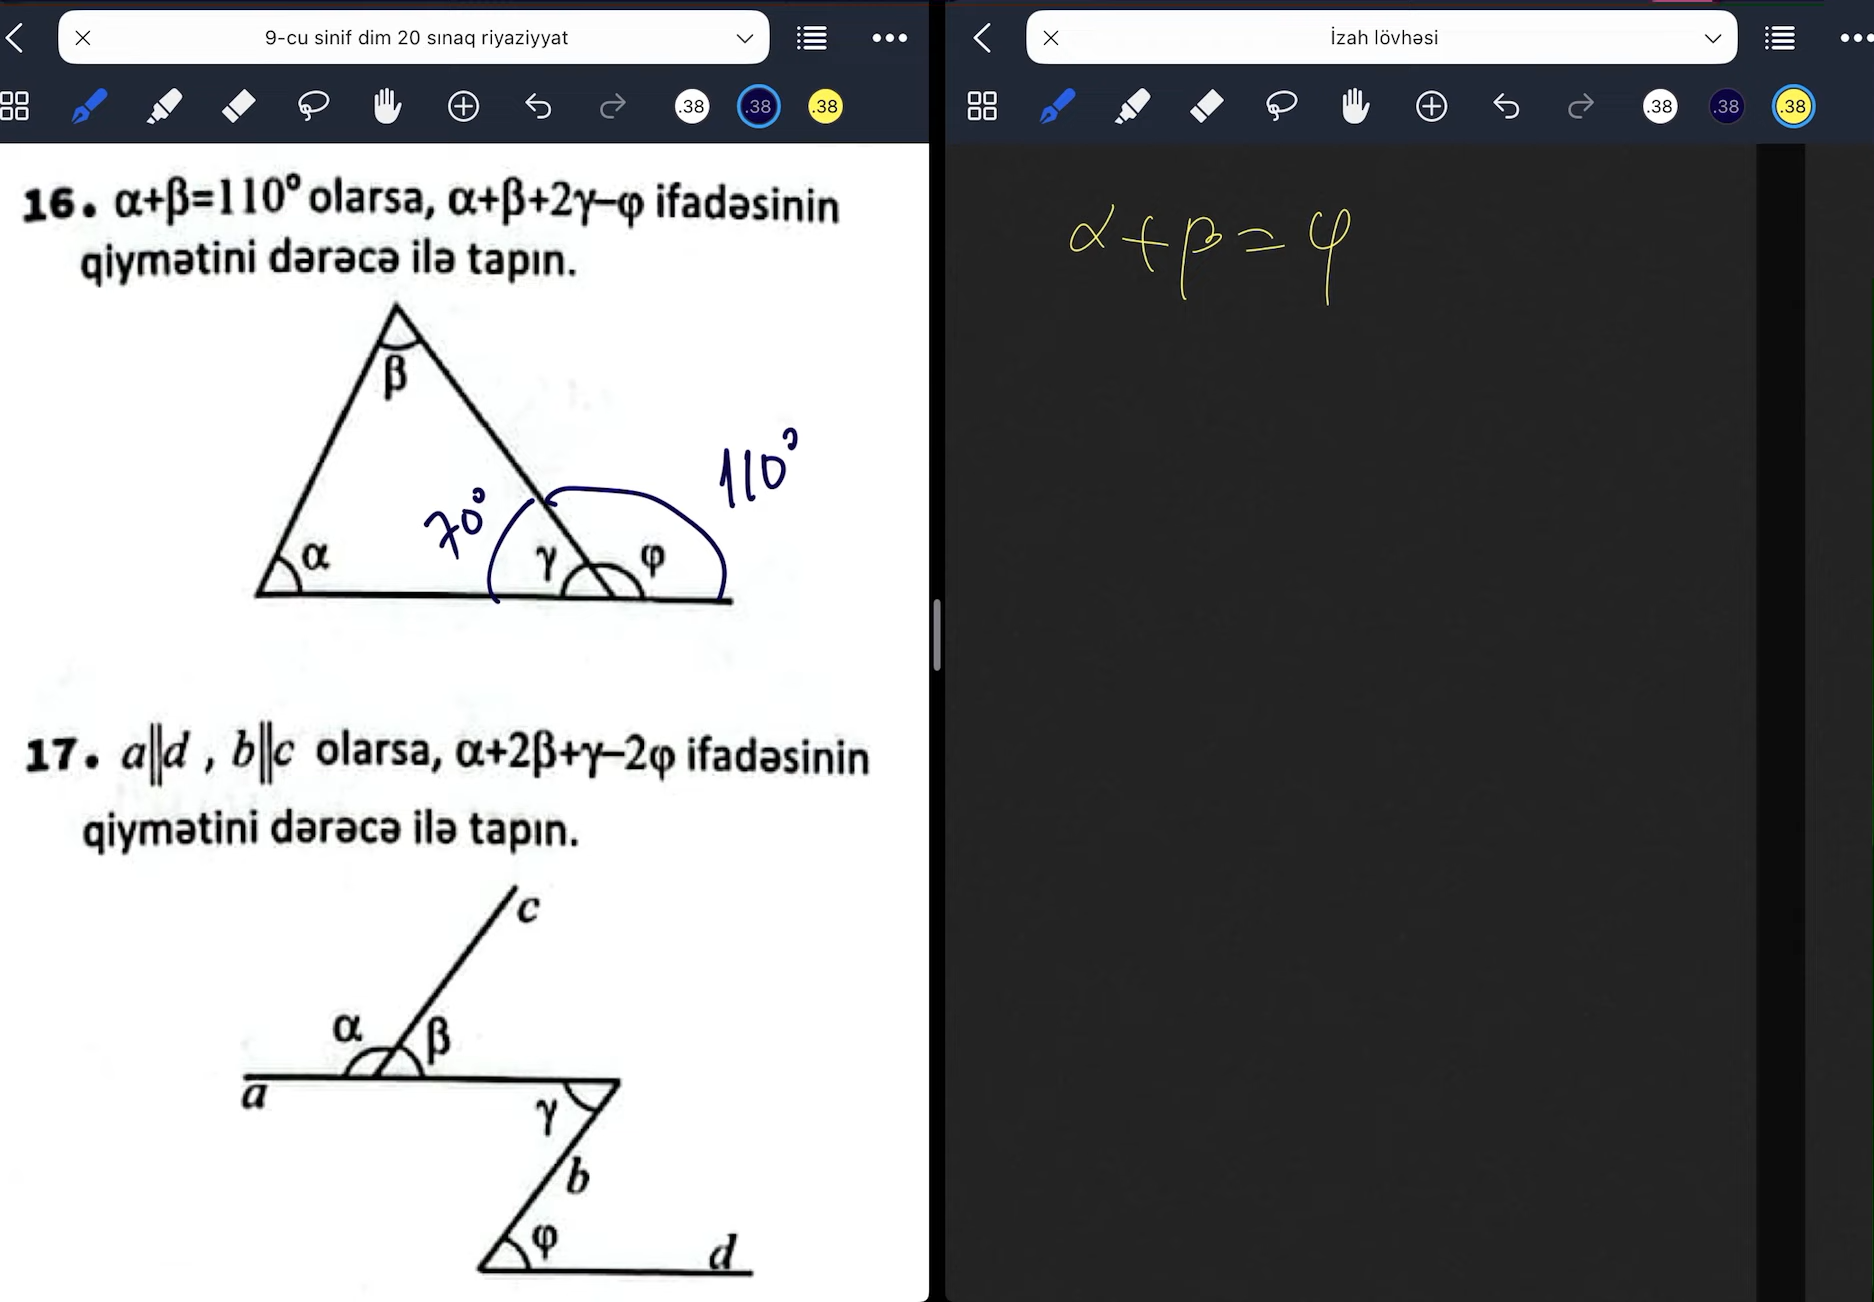 9-cu sinif dim 20 sınaq riyaziyyat
.38 .38 .38
16. α+β=110° olarsa, α+β+2γ–φ ifadəsinin
qiymətini dərəcə ilə tapın.
β
110°
70°
α
γ
φ
17. a||d , b||c olarsa, α+2β+γ–2φ ifadəsinin
qiymətini dərəcə ilə tapın.
c
α
β
a
γ
b
φ
d
İzah lövhəsi
.38 .38 .38
α+β=φ